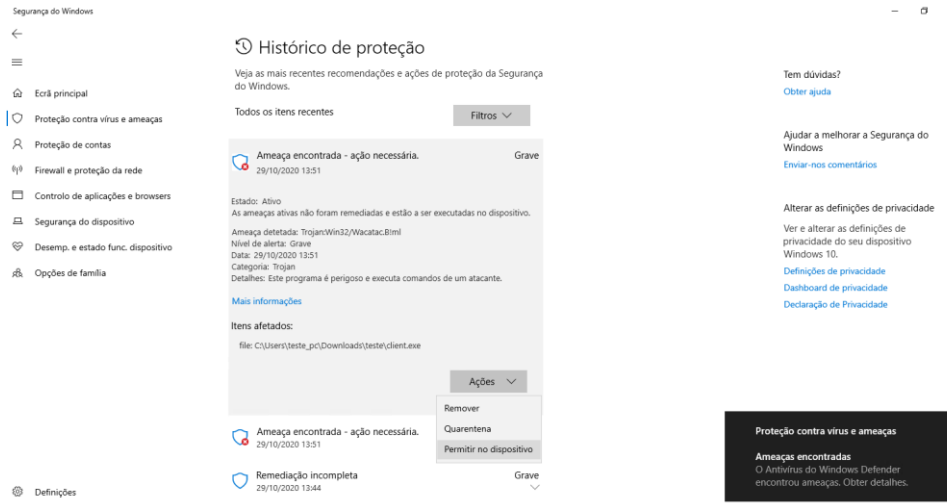 Segurança do Windows
Histórico de proteção
Veja as mais recentes recomendações e ações de proteção da Segurança
do Windows.
Todos os itens recentes
Filtros
Ecrã principal
Proteção contra vírus e ameaças
Proteção de contas
Firewall e proteção da rede
Controlo de aplicações e browsers
Segurança do dispositivo
Desemp. e estado func. dispositivo
Opções de família
Definições
Ameaça encontrada - ação necessária.
Grave
29/10/2020 13:51
Estado: Ativo
As ameaças ativas não foram remediadas e estão a ser executadas no dispositivo.
Ameaça detetada: Trojan:Win32/Wacatac.B!ml
Nível de alerta: Grave
Data: 29/10/2020 13:51
Categoria: Trojan
Detalhes: Este programa é perigoso e executa comandos de um atacante.
Mais informações
Itens afetados:
file: C:\Users\teste_pc\Downloads\teste\client.exe
Ações
Remover
Quarentena
Permitir no dispositivo
Ameaça encontrada - ação necessária.
29/10/2020 13:51
Remediação incompleta
Grave
29/10/2020 13:44
Tem dúvidas?
Obter ajuda
Ajudar a melhorar a Segurança do
Windows
Enviar-nos comentários
Alterar as definições de privacidade
Ver e alterar as definições de
privacidade do seu dispositivo
Windows 10.
Definições de privacidade
Dashboard de privacidade
Declaração de Privacidade
Proteção contra vírus e ameaças
Ameaças encontradas
O Antivírus do Windows Defender
encontrou ameaças. Obter detalhes.